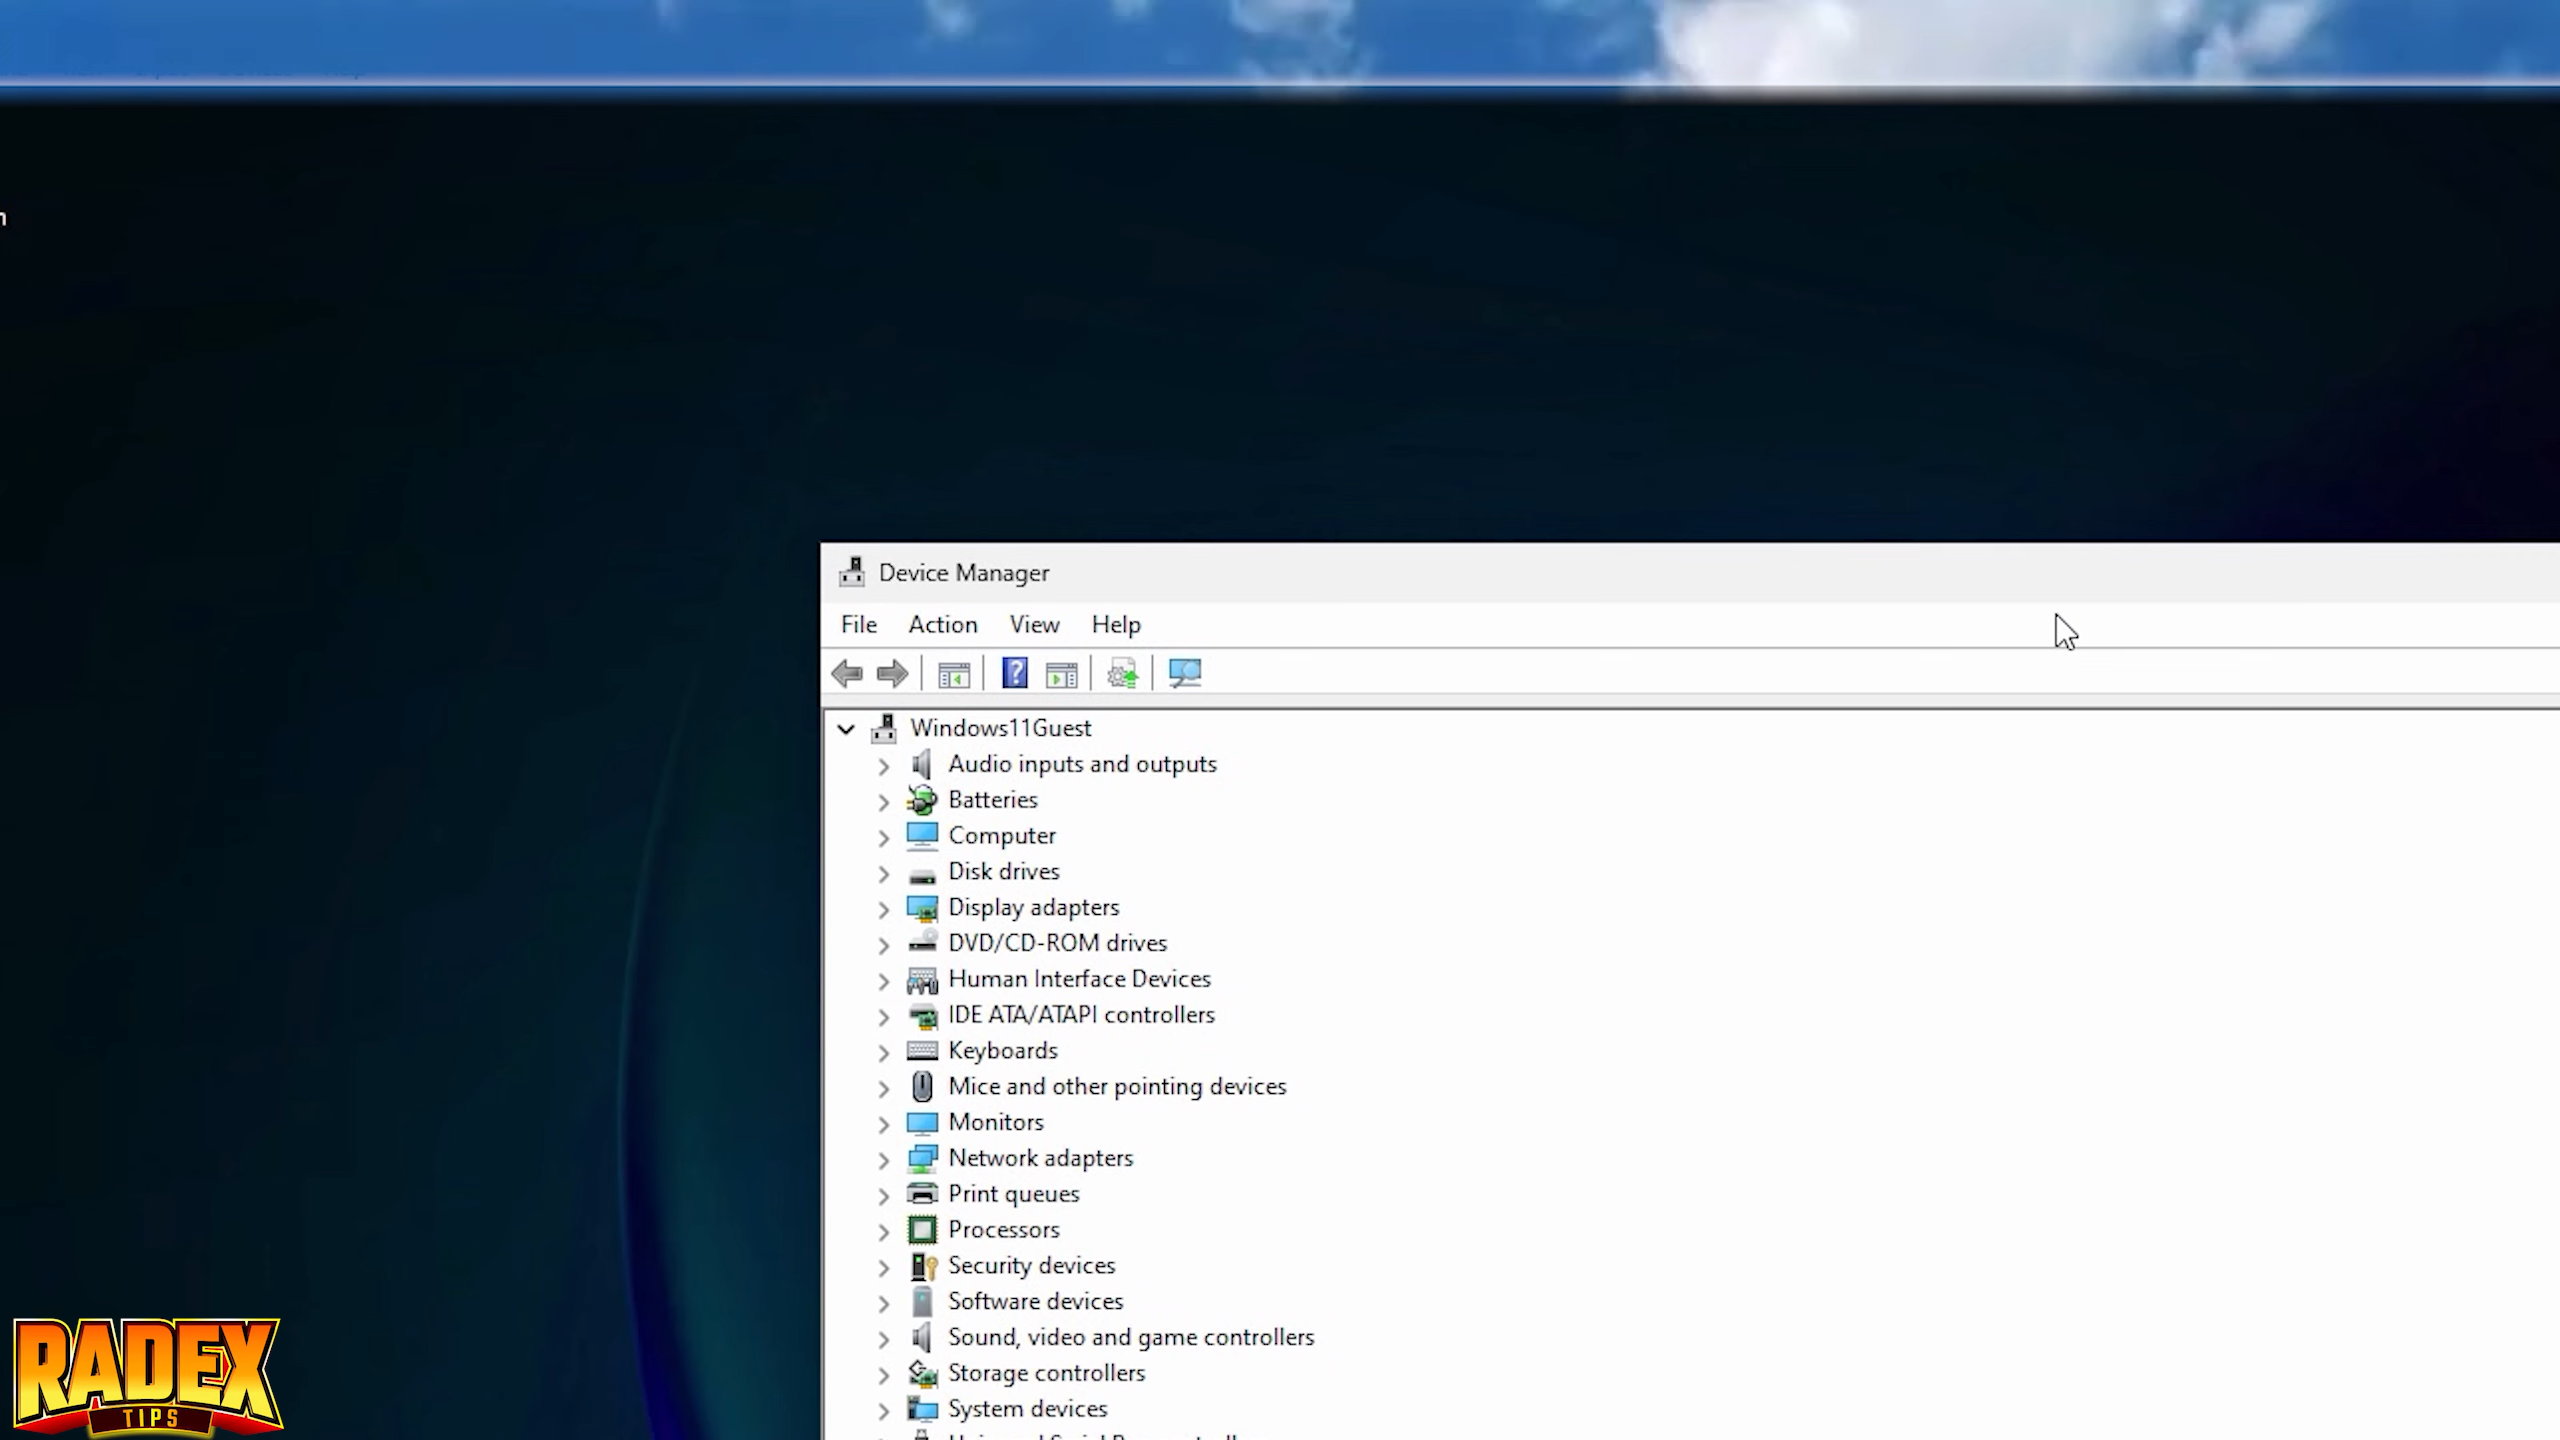 Device Manager
File Action View Help
Windows11Guest
Audio inputs and outputs
Batteries
Computer
Disk drives
Display adapters
DVD/CD-ROM drives
Human Interface Devices
IDE ATA/ATAPI controllers
Keyboards
Mice and other pointing devices
Monitors
Network adapters
Print queues
Processors
Security devices
Software devices
Sound, video and game controllers
Storage controllers
System devices
RADEX
TIPS